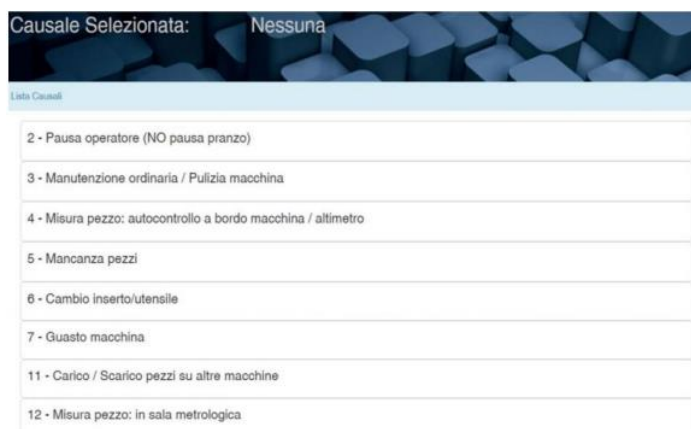 Causale Selezionata: Nessuna
Lista Causali
2 - Pausa operatore (NO pausa pranzo)
3 - Manutenzione ordinaria / Pulizia macchina
4 - Misura pezzo: autocontrollo a bordo macchina / altimetro
5 - Mancanza pezzi
6 - Cambio inserto/utensile
7 - Guasto macchina
11 - Carico / Scarico pezzi su altre macchine
12 - Misura pezzo: in sala metrologica